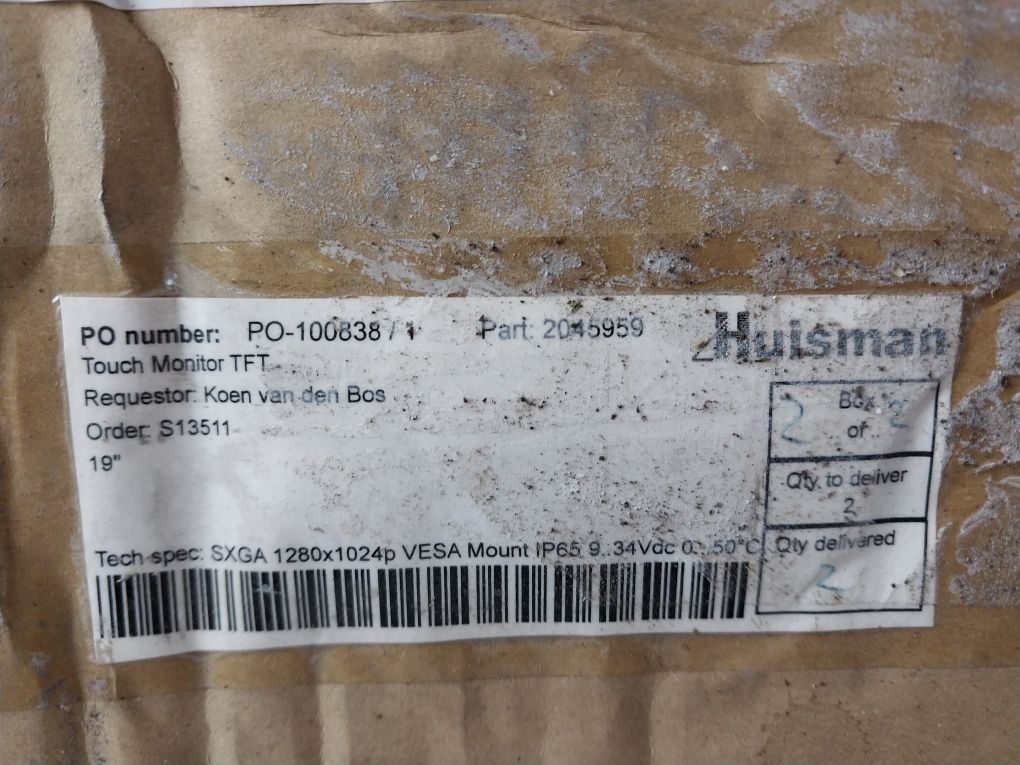 PO number: PO-100838 / 1 Part: 2045959 Huisman
Touch Monitor TFT
Requestor: Koen van den Bos
Order: S13511
19"
Box
2 of.. 2
Qty to deliver
2
Qty delivered
2
Tech spec: SXGA 1280x1024p VESA Mount IP65 9..34Vdc 0..50°C